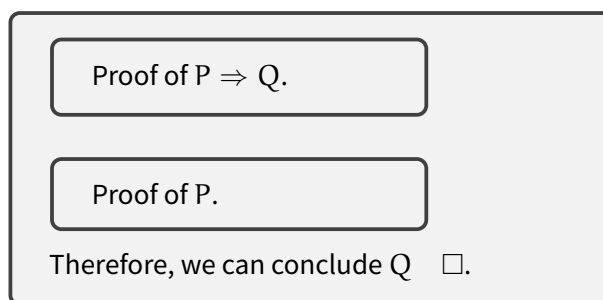 Proof of P ⇒ Q.
Proof of P.
Therefore, we can conclude Q □.